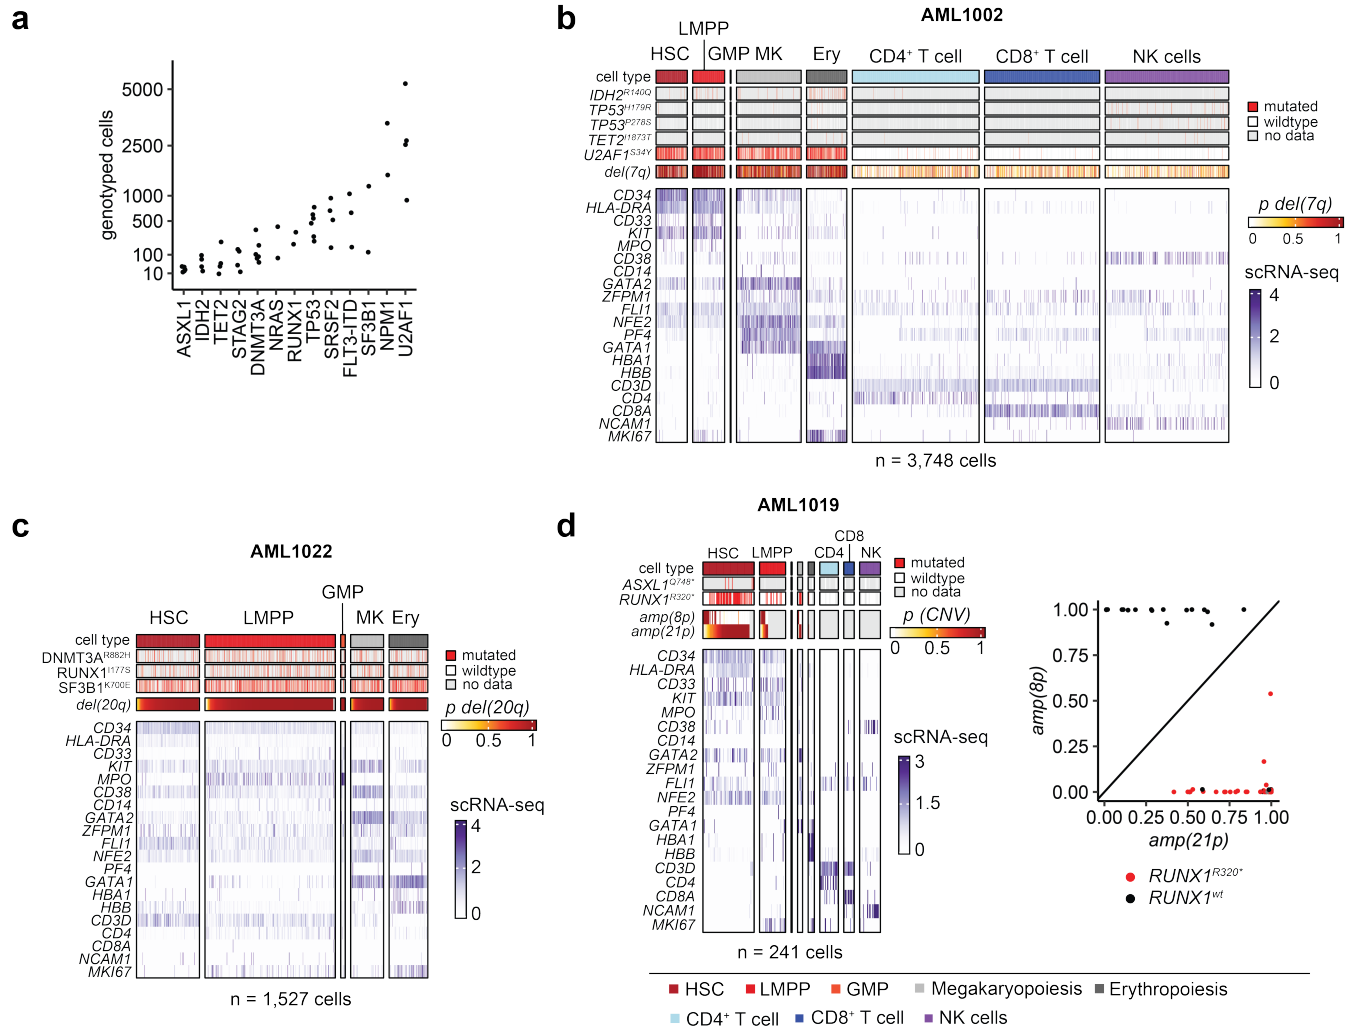 a
genotyped cells
5000
2500
1000
500
100
10
ASXL1
IDH2
TET2
STAG2
DNMT3A
NRAS
RUNX1
TP53
SRSF2
FLT3-ITD
SF3B1
NPM1
U2AF1
b
AML1002
LMPP
HSC GMP MK Ery CD4+ T cell CD8+ T cell NK cells
cell type
IDH2R140Q
TP53H179R
TP53P278S
TET2I1873T
U2AF1S34Y
del(7q)
mutated
wildtype
no data
p del(7q)
0 0.5 1
scRNA-seq
4
2
0
CD34
HLA-DRA
CD33
KIT
MPO
CD38
CD14
GATA2
ZFPM1
FLI1
NFE2
PF4
GATA1
HBA1
HBB
CD3D
CD4
CD8A
NCAM1
MKI67
n = 3,748 cells
c
AML1022
GMP
HSC LMPP MK Ery
cell type
DNMT3AR882H
RUNX1I177S
SF3B1K700E
del(20q)
mutated
wildtype
no data
p del(20q)
0 0.5 1
scRNA-seq
4
2
0
CD34
HLA-DRA
CD33
KIT
MPO
CD38
CD14
GATA2
ZFPM1
FLI1
NFE2
PF4
GATA1
HBA1
HBB
CD3D
CD4
CD8A
NCAM1
MKI67
n = 1,527 cells
d
AML1019
CD8
HSC LMPP CD4 NK
cell type
ASXL1Q748*
RUNX1R320*
amp(8p)
amp(21p)
mutated
wildtype
no data
p (CNV)
0 0.5 1
scRNA-seq
3
1.5
0
CD34
HLA-DRA
CD33
KIT
MPO
CD38
CD14
GATA2
ZFPM1
FLI1
NFE2
PF4
GATA1
HBA1
HBB
CD3D
CD4
CD8A
NCAM1
MKI67
n = 241 cells
amp(8p)
1.00
0.75
0.50
0.25
0.00
0.00 0.25 0.50 0.75 1.00
amp(21p)
RUNX1R320*
RUNX1wt
HSC LMPP GMP Megakaryopoiesis Erythropoiesis
CD4+ T cell CD8+ T cell NK cells